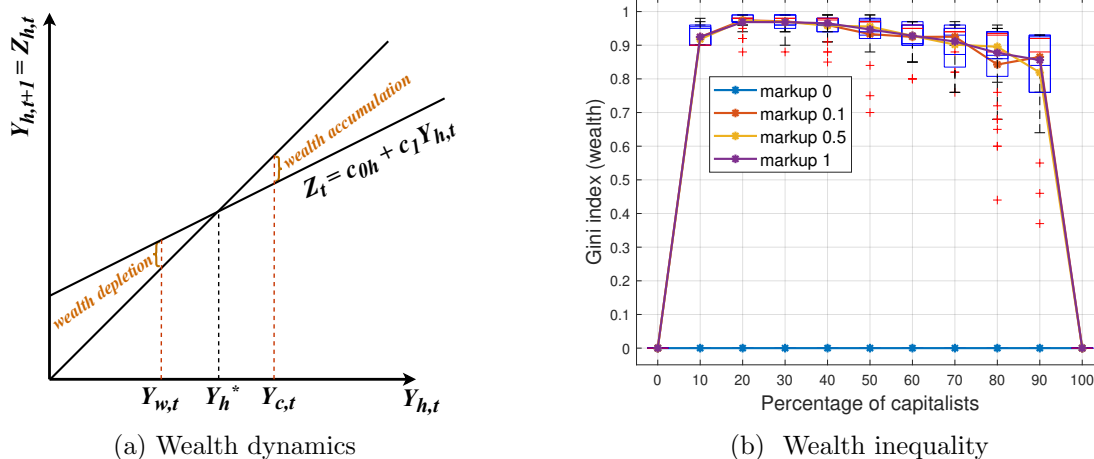 Y_{h,t+1} = Z_{h,t}
wealth accumulation
Z_t = c_{0h} + c_1 Y_{h,t}
wealth depletion
Y_{w,t} Y_h^* Y_{c,t} Y_{h,t}
(a) Wealth dynamics
Gini index (wealth)
1
0.9
0.8
0.7
0.6
0.5
0.4
0.3
0.2
0.1
0
markup 0
markup 0.1
markup 0.5
markup 1
0 10 20 30 40 50 60 70 80 90 100
Percentage of capitalists
(b) Wealth inequality